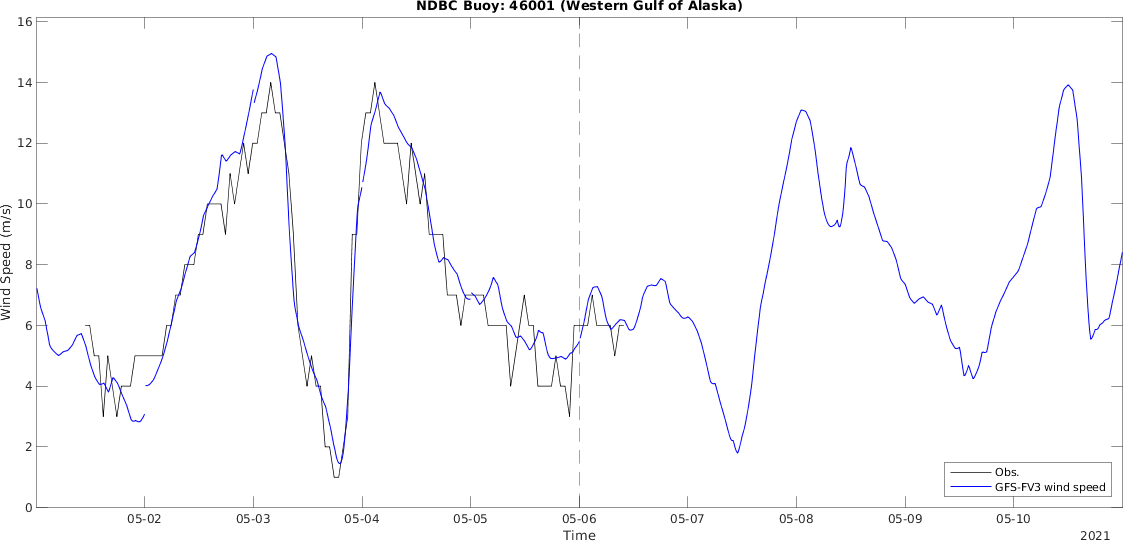 NDBC Buoy: 46001 (Western Gulf of Alaska)
16
14
12
10
8
6
4
2
0
Wind Speed (m/s)
05-02 05-03 05-04 05-05 05-06 05-07 05-08 05-09 05-10
Time
2021
Obs.
GFS-FV3 wind speed